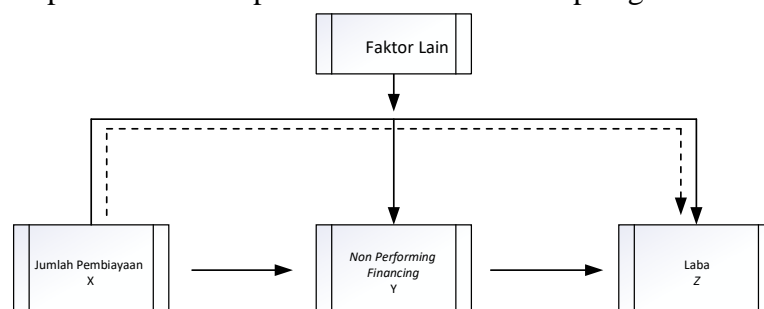 Faktor Lain
Jumlah Pembiayaan
X
Non Performing
Financing
Y
Laba
Z